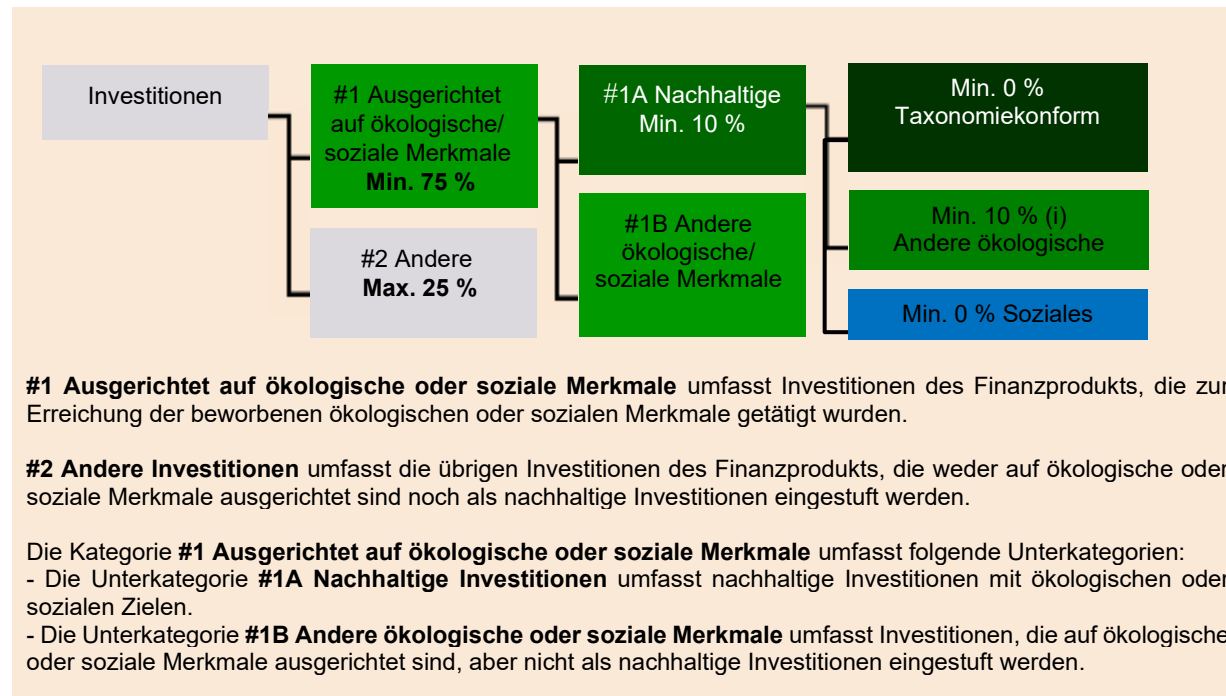 Investitionen
#1 Ausgerichtet
auf ökologische/
soziale Merkmale
Min. 75 %
#2 Andere
Max. 25 %
#1A Nachhaltige
Min. 10 %
#1B Andere
ökologische/
soziale Merkmale
Min. 0 %
Taxonomiekonform
Min. 10 % (i)
Andere ökologische
Min. 0 % Soziales
#1 Ausgerichtet auf ökologische oder soziale Merkmale umfasst Investitionen des Finanzprodukts, die zur
Erreichung der beworbenen ökologischen oder sozialen Merkmale getätigt wurden.
#2 Andere Investitionen umfasst die übrigen Investitionen des Finanzprodukts, die weder auf ökologische oder
soziale Merkmale ausgerichtet sind noch als nachhaltige Investitionen eingestuft werden.
Die Kategorie #1 Ausgerichtet auf ökologische oder soziale Merkmale umfasst folgende Unterkategorien:
- Die Unterkategorie #1A Nachhaltige Investitionen umfasst nachhaltige Investitionen mit ökologischen oder
sozialen Zielen.
- Die Unterkategorie #1B Andere ökologische oder soziale Merkmale umfasst Investitionen, die auf ökologische
oder soziale Merkmale ausgerichtet sind, aber nicht als nachhaltige Investitionen eingestuft werden.